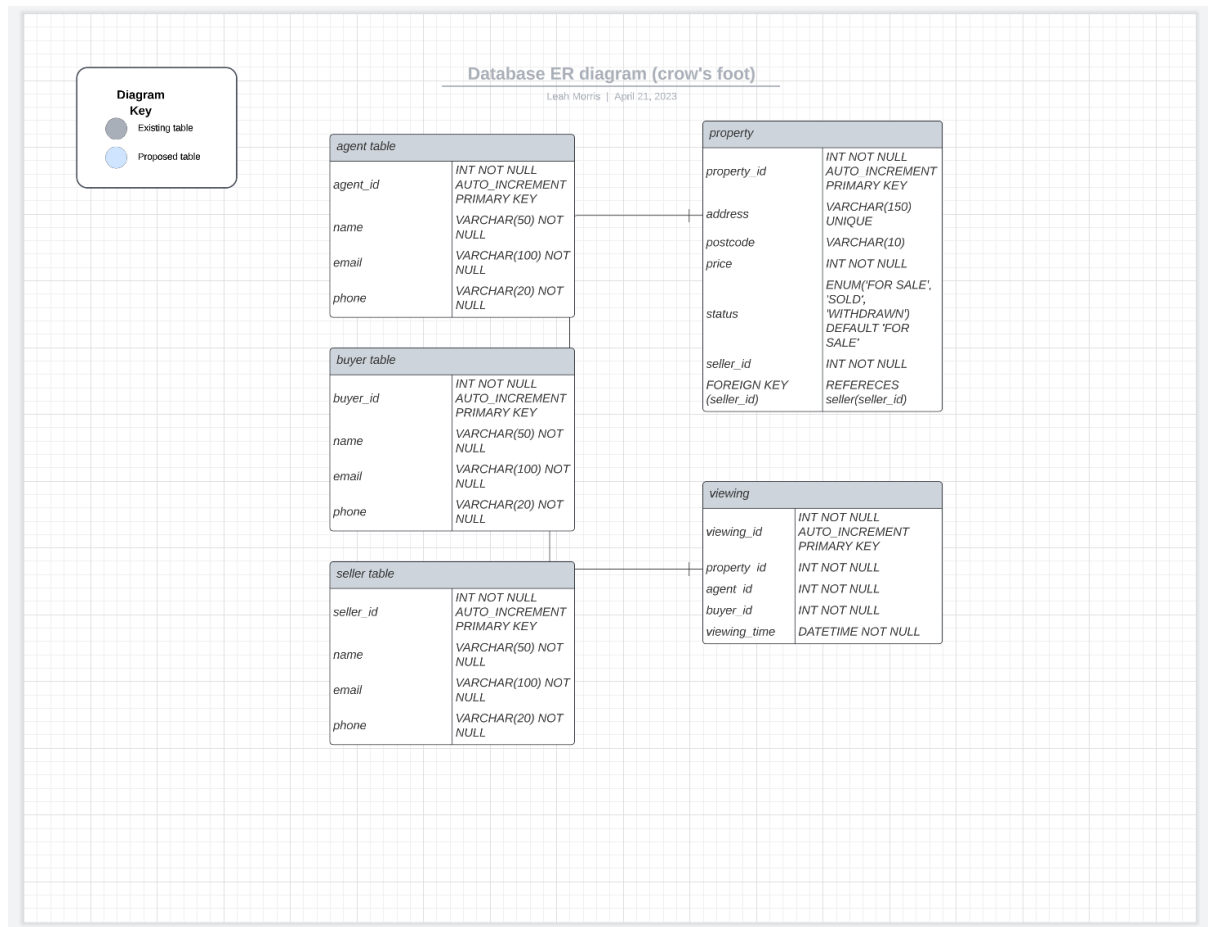 Diagram
Key
Existing table
Proposed table
Database ER diagram (crow's foot)
Leah Morris | April 21, 2023
agent table
agent_id
INT NOT NULL
AUTO_INCREMENT
PRIMARY KEY
name
VARCHAR(50) NOT
NULL
email
VARCHAR(100) NOT
NULL
phone
VARCHAR(20) NOT
NULL
buyer table
buyer_id
INT NOT NULL
AUTO_INCREMENT
PRIMARY KEY
name
VARCHAR(50) NOT
NULL
email
VARCHAR(100) NOT
NULL
phone
VARCHAR(20) NOT
NULL
seller table
seller_id
INT NOT NULL
AUTO_INCREMENT
PRIMARY KEY
name
VARCHAR(50) NOT
NULL
email
VARCHAR(100) NOT
NULL
phone
VARCHAR(20) NOT
NULL
property
property_id
INT NOT NULL
AUTO_INCREMENT
PRIMARY KEY
address
VARCHAR(150)
UNIQUE
postcode
VARCHAR(10)
price
INT NOT NULL
status
ENUM('FOR SALE',
'SOLD',
'WITHDRAWN')
DEFAULT 'FOR
SALE'
seller_id
INT NOT NULL
FOREIGN KEY
(seller_id)
REFERECES
seller(seller_id)
viewing
viewing_id
INT NOT NULL
AUTO_INCREMENT
PRIMARY KEY
property_id
INT NOT NULL
agent_id
INT NOT NULL
buyer_id
INT NOT NULL
viewing_time
DATETIME NOT NULL